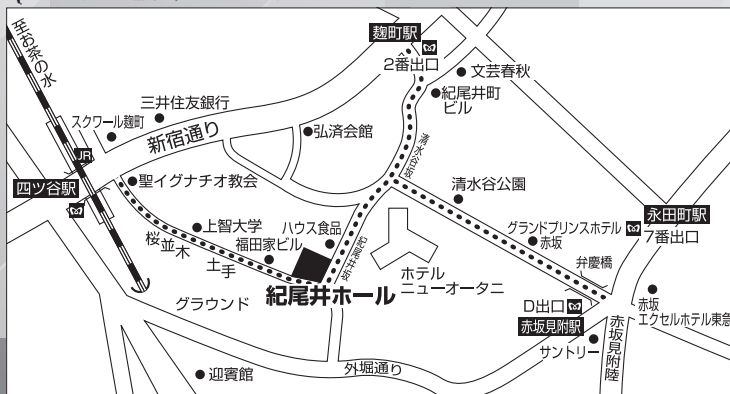 至お茶の水
麹町駅
2番出口
文芸春秋
紀尾井町
ビル
三井住友銀行
スクワール麹町
新宿通り
弘済会館
清水谷坂
JR
四ツ谷駅
聖イグナチオ教会
清水谷公園
上智大学
ハウス食品
福田家ビル
桜並木
土手
紀尾井坂
グランドプリンスホテル
赤坂
永田町駅
7番出口
ホテル
ニューオータニ
弁慶橋
紀尾井ホール
グラウンド
D出口
赤坂見附駅
赤坂
エクセルホテル東急
サントリー
赤坂見附陸
外堀通り
迎賓館